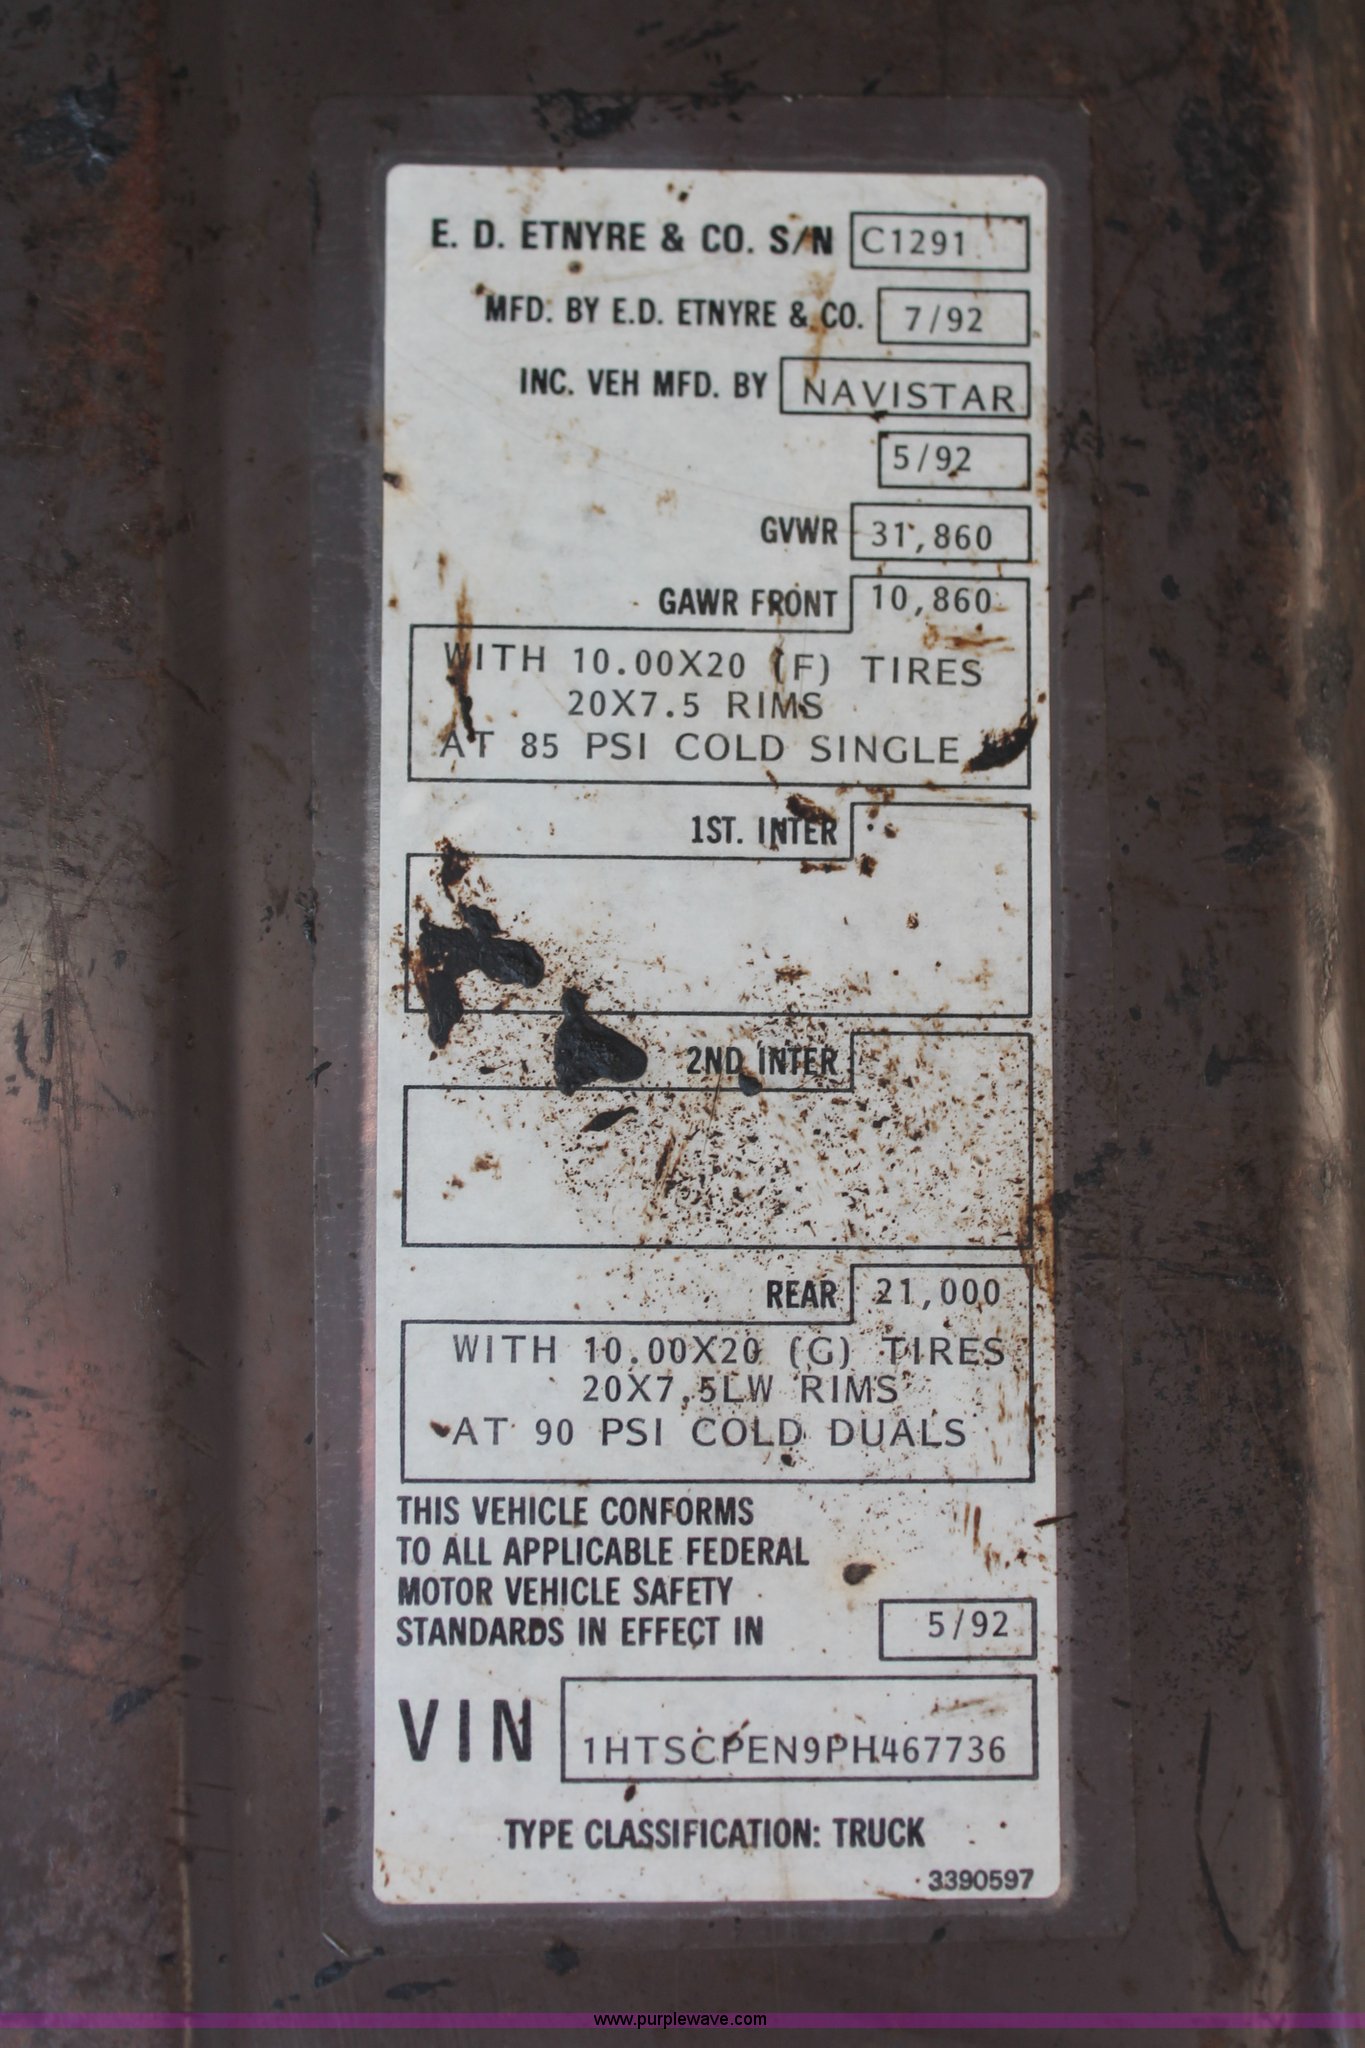 E. D. ETNYRE & CO. S/N C1291
MFD. BY E.D. ETNYRE & CO. 7/92
INC. VEH MFD. BY NAVISTAR
5/92
GVWR 31,860
GAWR FRONT 10,860
WITH 10.00X20 (F) TIRES
20X7.5 RIMS
AT 85 PSI COLD SINGLE
1ST. INTER
2ND INTER
REAR 21,000
WITH 10.00X20 (G) TIRES
20X7.5LW RIMS
AT 90 PSI COLD DUALS
THIS VEHICLE CONFORMS
TO ALL APPLICABLE FEDERAL
MOTOR VEHICLE SAFETY
STANDARDS IN EFFECT IN 5/92
VIN 1HTSCPEN9PH467736
TYPE CLASSIFICATION: TRUCK
3390597
www.purplewave.com